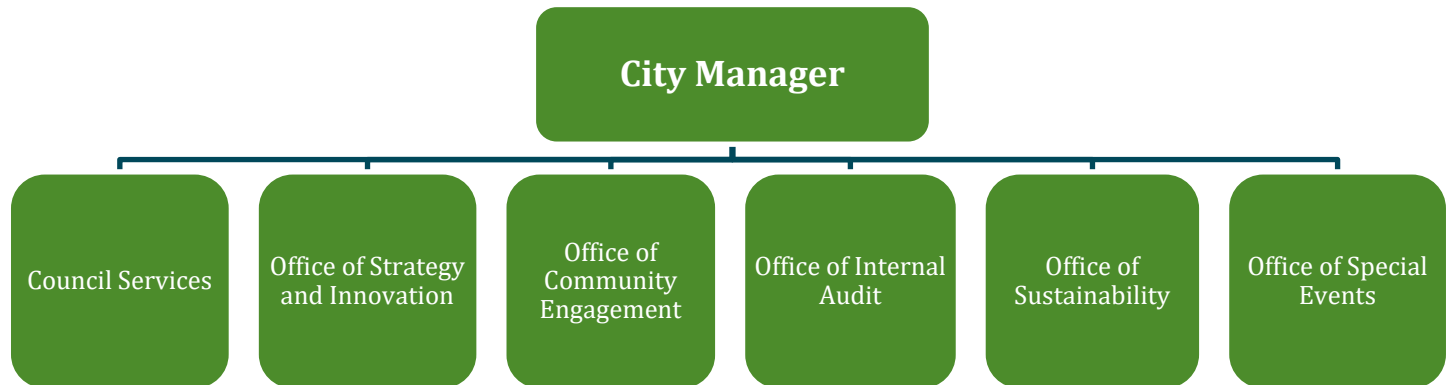 City Manager
Council Services
Office of Strategy
and Innovation
Office of
Community
Engagement
Office of Internal
Audit
Office of
Sustainability
Office of Special
Events